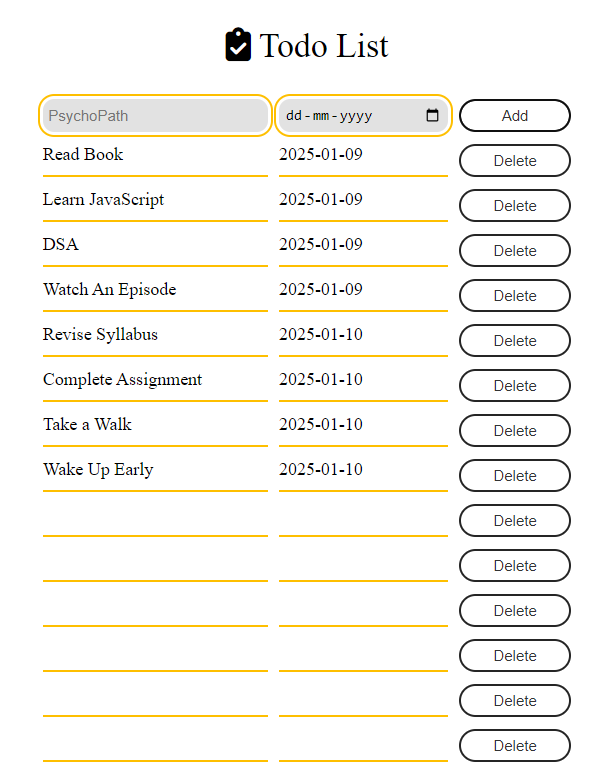 Todo List
PsychoPath dd-mm-yyyy Add
Read Book 2025-01-09 Delete
Learn JavaScript 2025-01-09 Delete
DSA 2025-01-09 Delete
Watch An Episode 2025-01-09 Delete
Revise Syllabus 2025-01-10 Delete
Complete Assignment 2025-01-10 Delete
Take a Walk 2025-01-10 Delete
Wake Up Early 2025-01-10 Delete
Delete
Delete
Delete
Delete
Delete
Delete